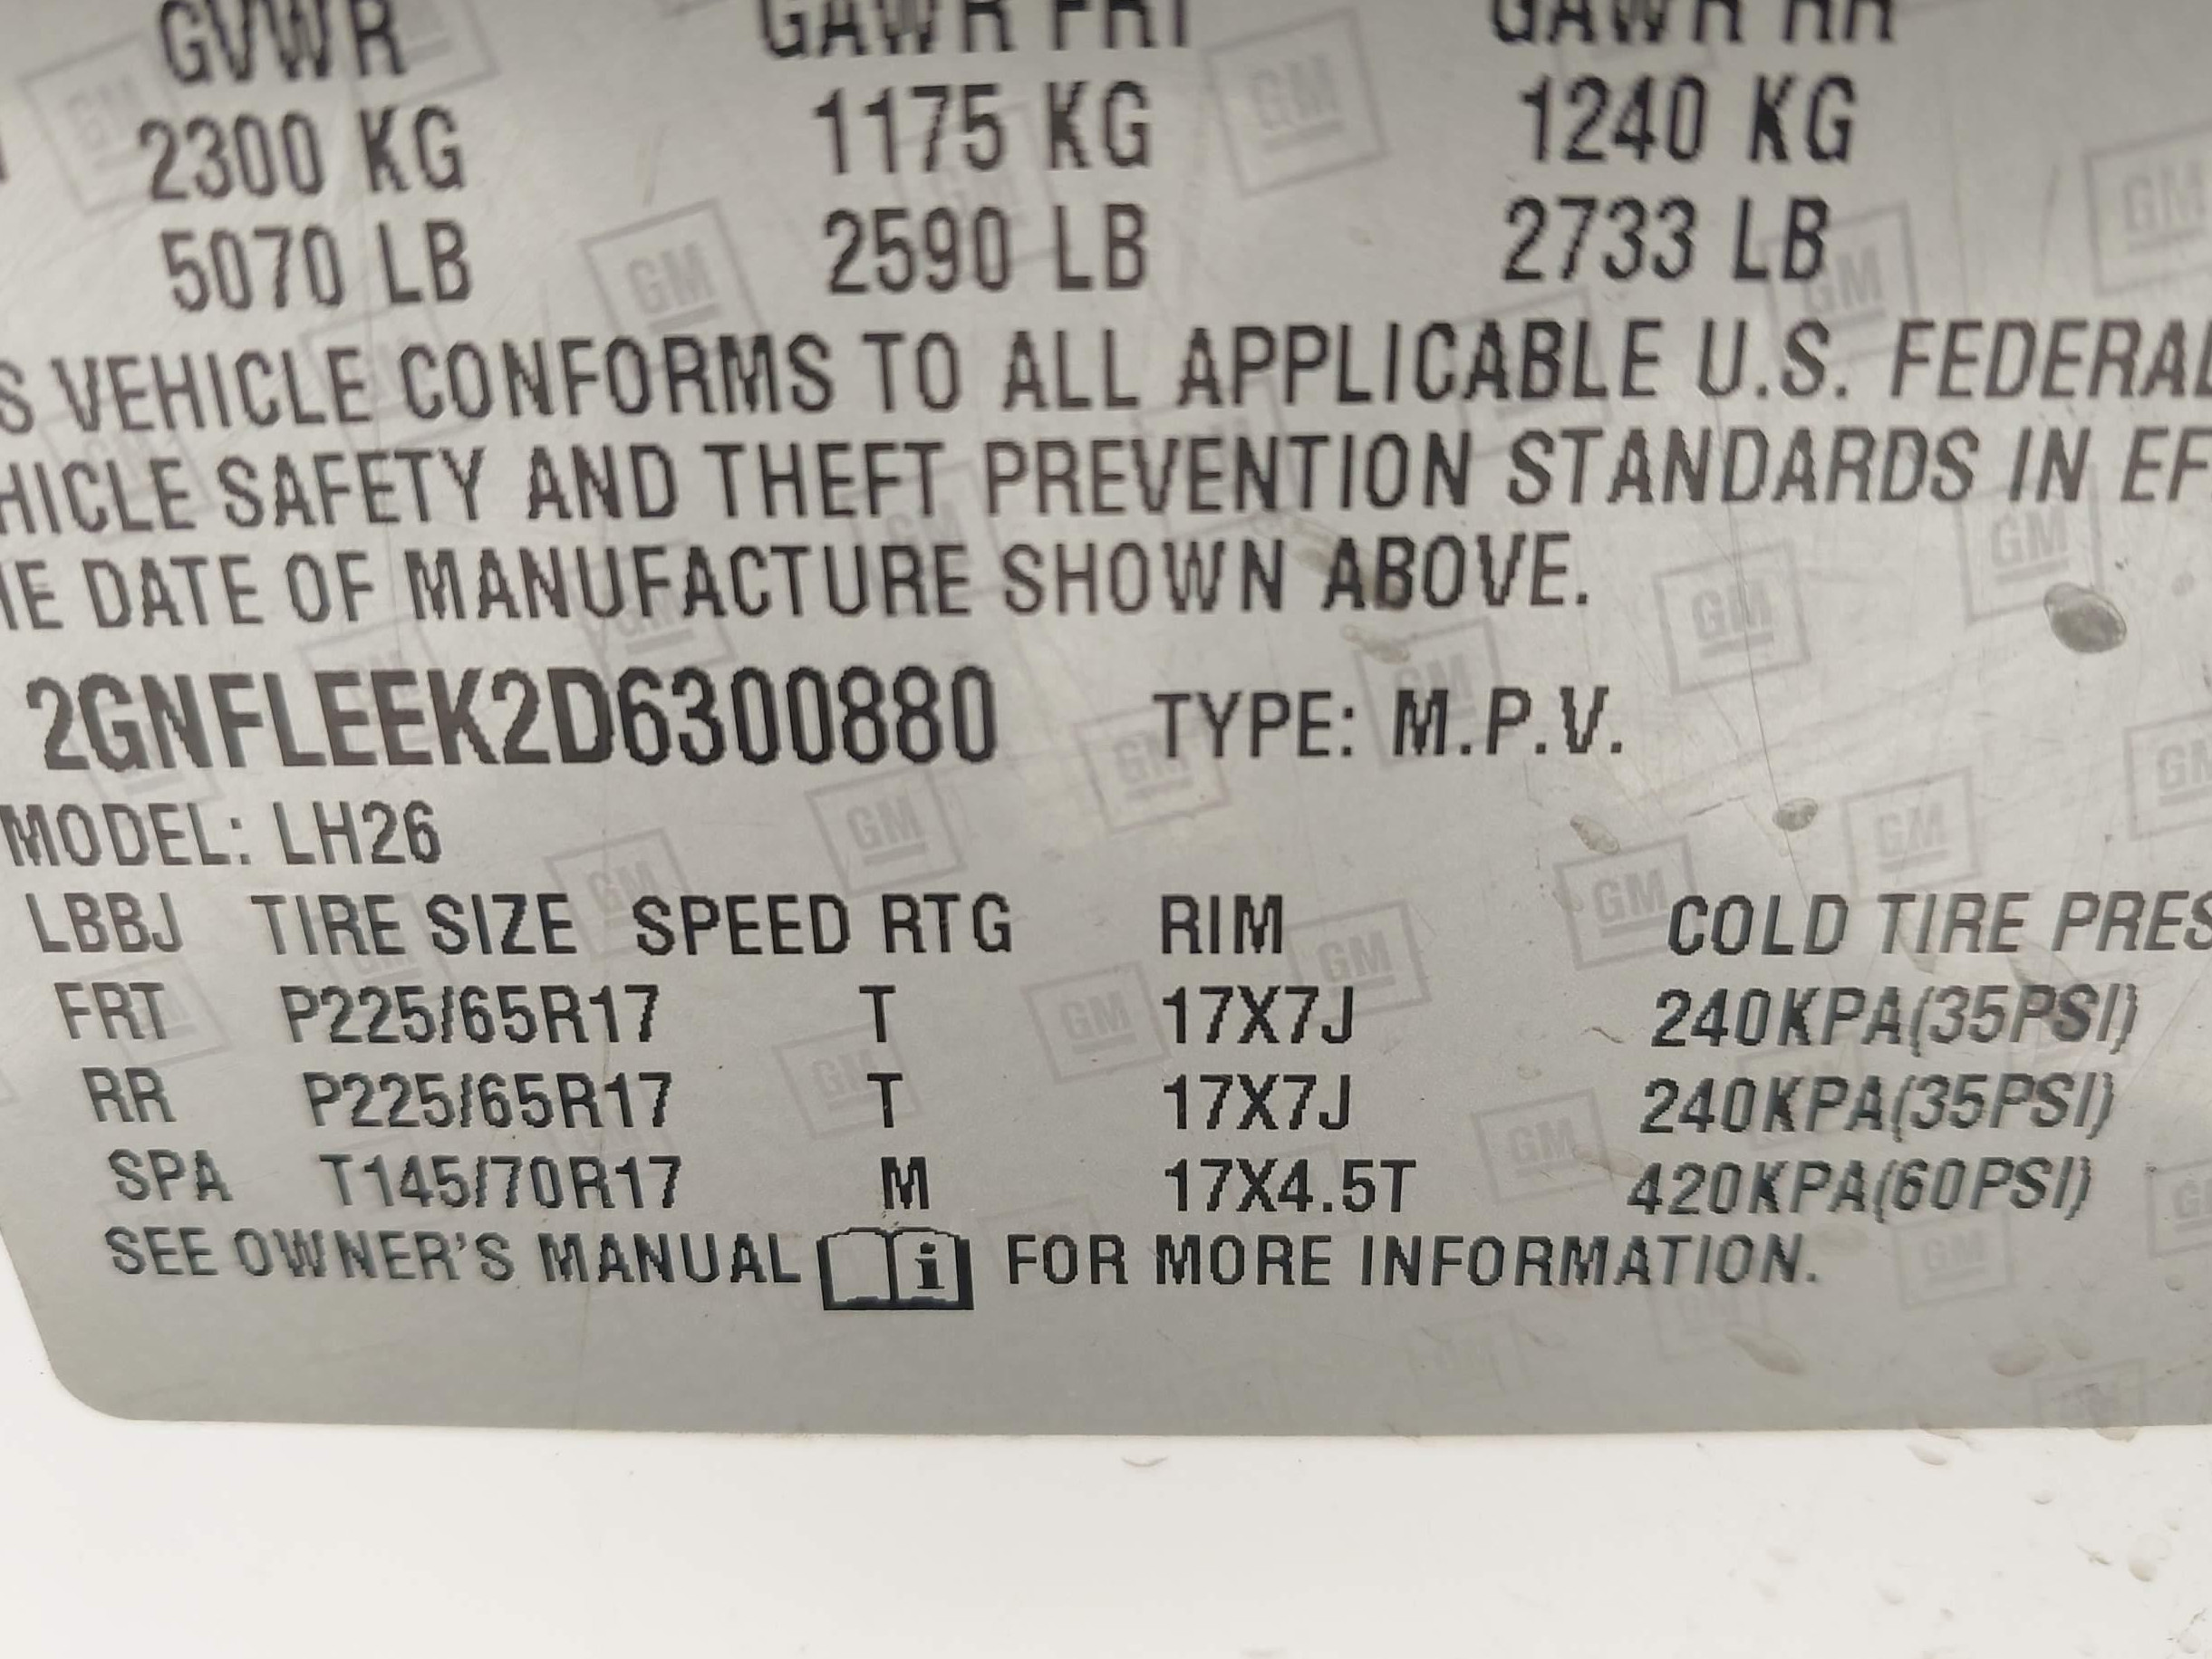 GVWR GAWR FRT GAWR RR
2300 KG 1175 KG 1240 KG
5070 LB 2590 LB 2733 LB
S VEHICLE CONFORMS TO ALL APPLICABLE U.S. FEDERAL
HICLE SAFETY AND THEFT PREVENTION STANDARDS IN EF
HE DATE OF MANUFACTURE SHOWN ABOVE.
2GNFLEEK2D6300880 TYPE: M.P.V.
MODEL: LH26
LBBJ TIRE SIZE SPEED RTG RIM COLD TIRE PRES
FRT P225/65R17 T 17X7J 240KPA(35PSI)
RR P225/65R17 T 17X7J 240KPA(35PSI)
SPA T145/70R17 M 17X4.5T 420KPA(60PSI)
SEE OWNER'S MANUAL i FOR MORE INFORMATION.